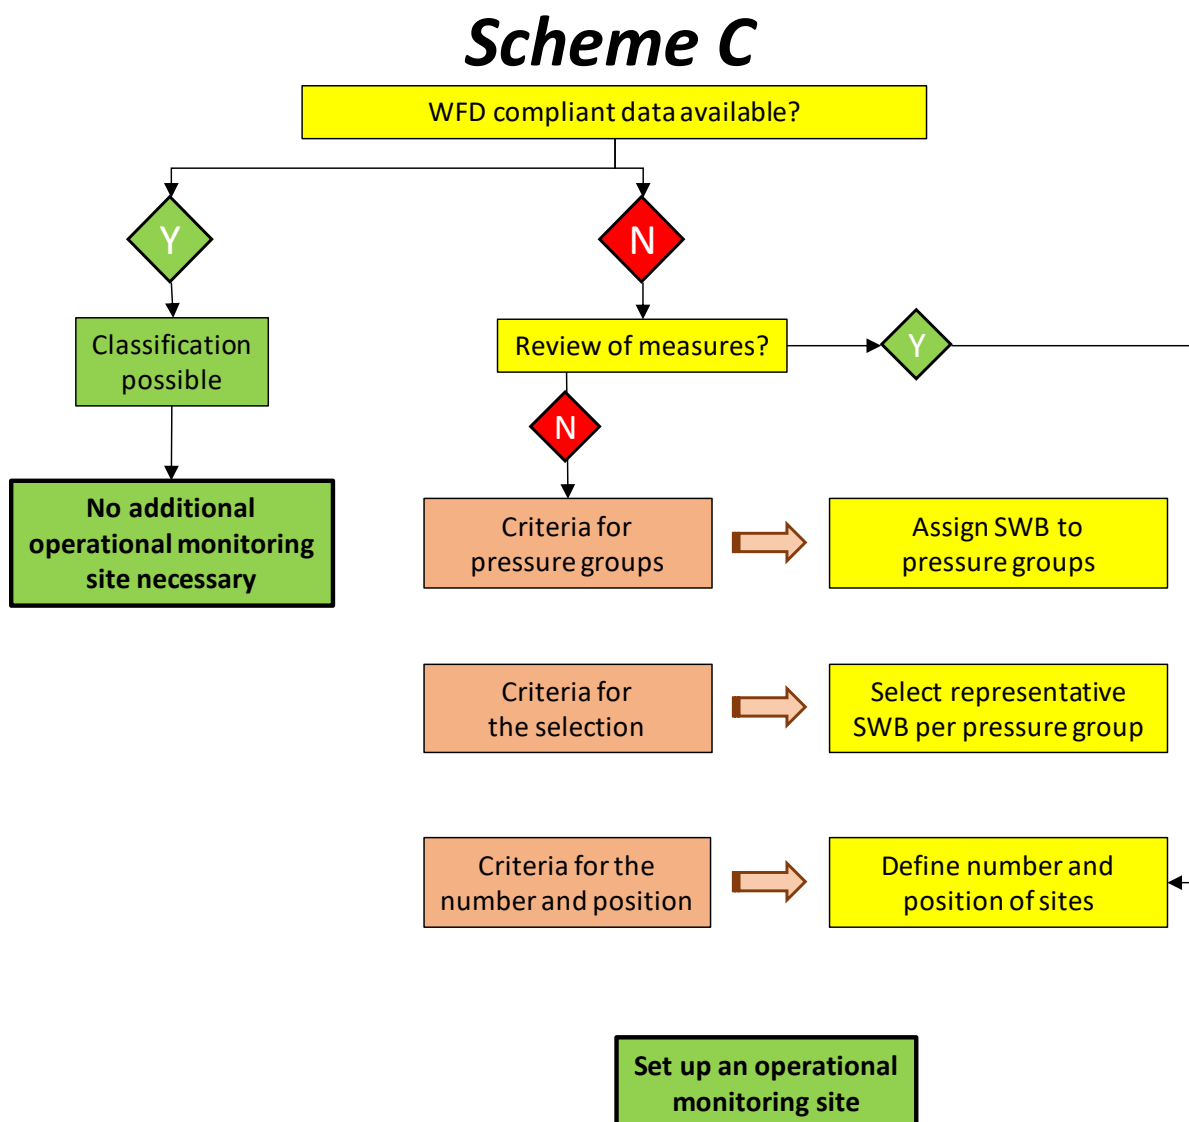 Scheme C
WFD compliant data available?
Y
N
Classification
possible
Review of measures?
Y
N
No additional
operational monitoring
site necessary
Criteria for
pressure groups
Assign SWB to
pressure groups
Criteria for
the selection
Select representative
SWB per pressure group
Criteria for the
number and position
Define number and
position of sites
Set up an operational
monitoring site